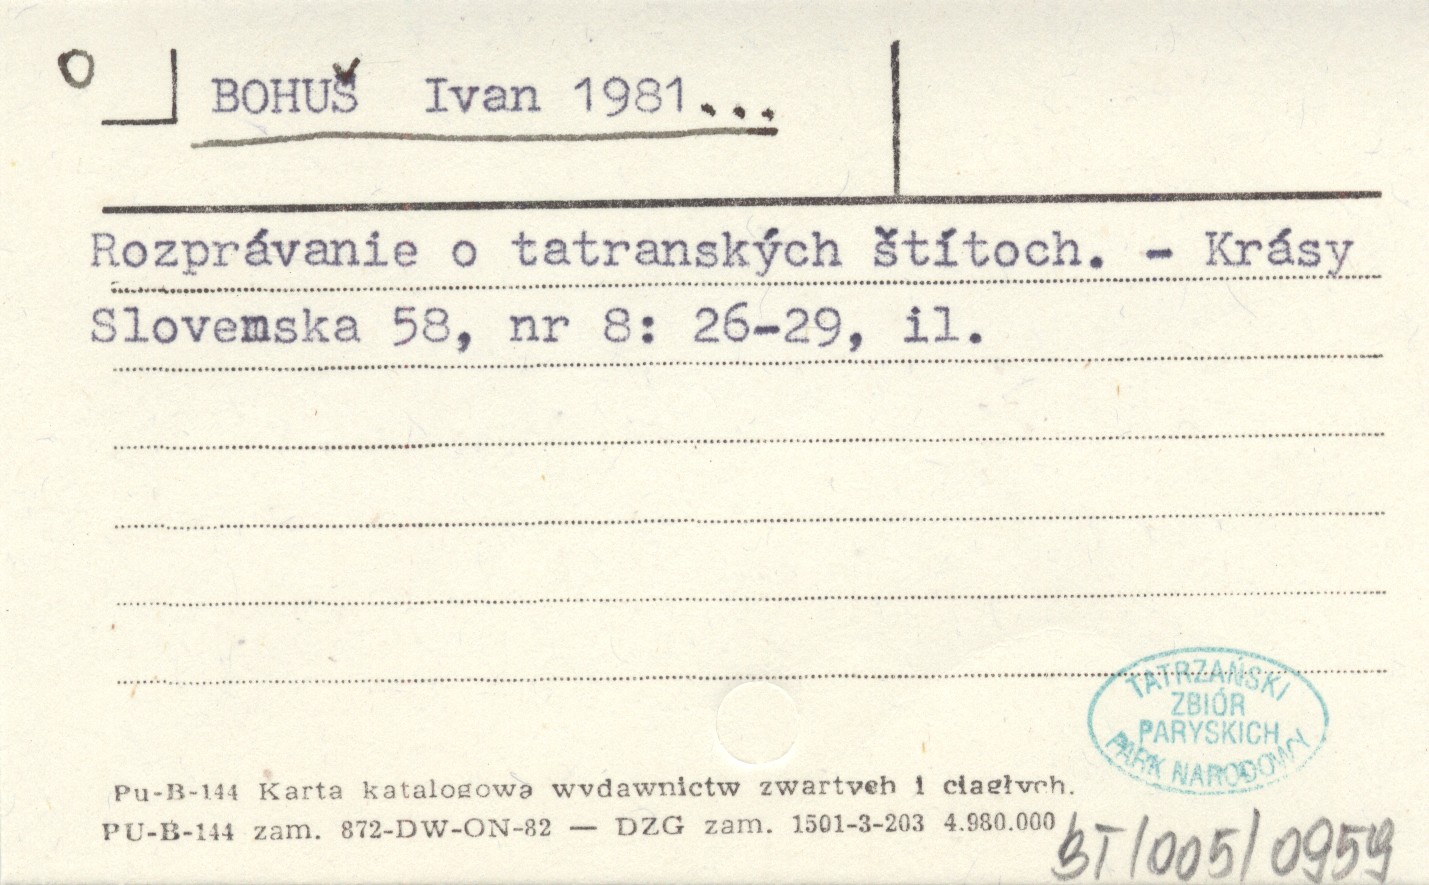 O
BOHUŠ Ivan 1981...
Rozprávanie o tatranských štítoch. - Krásy
Slovemska 58, nr 8: 26-29, il.
TATRZAŃSKI
ZBIÓR
PARYSKICH
PARK NARODOWY
Pu-B-144 Karta katalogowa wydawnictw zwartych i ciągłych.
PU-B-144 zam. 872-DW-ON-82 — DZG zam. 1501-3-203 4.980.000
BT/005/0959